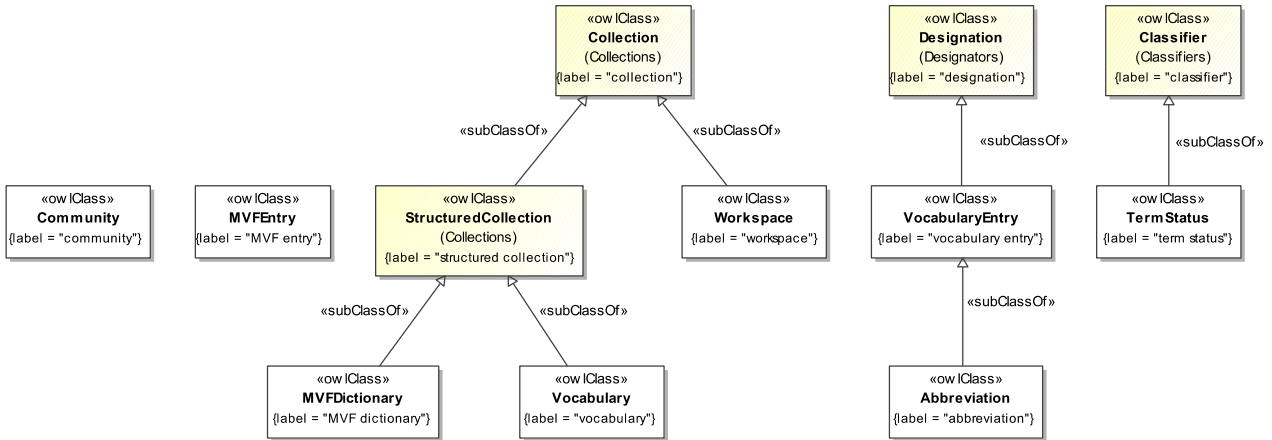 «owlClass»
Collection
(Collections)
{label = "collection"}
«owlClass»
Designation
(Designators)
{label = "designation"}
«owlClass»
Classifier
(Classifiers)
{label = "classifier"}
«subClassOf»
«subClassOf»
«subClassOf»
«subClassOf»
«owlClass»
Community
{label = "community"}
«owlClass»
MVFEntry
{label = "MVF entry"}
«owlClass»
StructuredCollection
(Collections)
{label = "structured collection"}
«owlClass»
Workspace
{label = "workspace"}
«owlClass»
VocabularyEntry
{label = "vocabulary entry"}
«owlClass»
TermStatus
{label = "term status"}
«subClassOf»
«subClassOf»
«subClassOf»
«owlClass»
MVFDictionary
{label = "MVF dictionary"}
«owlClass»
Vocabulary
{label = "vocabulary"}
«owlClass»
Abbreviation
{label = "abbreviation"}